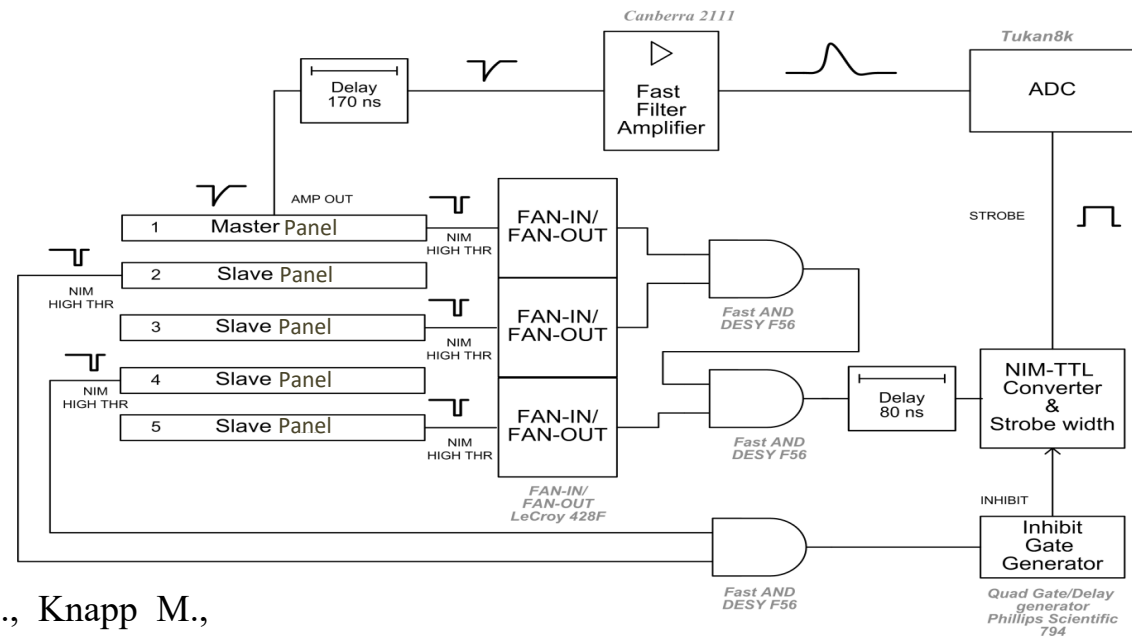 Canberra 2111
Tukan8k
Delay
170 ns
Fast
Filter
Amplifier
ADC
AMP OUT
STROBE
1 Master Panel
NIM
HIGH THR
FAN-IN/
FAN-OUT
2 Slave Panel
NIM
HIGH THR
3 Slave Panel
NIM
HIGH THR
FAN-IN/
FAN-OUT
Fast AND
DESY F56
4 Slave Panel
NIM
HIGH THR
5 Slave Panel
NIM
HIGH THR
FAN-IN/
FAN-OUT
Fast AND
DESY F56
Delay
80 ns
NIM-TTL
Converter
&
Strobe width
FAN-IN/
FAN-OUT
LeCroy 428F
INHIBIT
Inhibit
Gate
Generator
Fast AND
DESY F56
Quad Gate/Delay
generator
Phillips Scientific
794
., Knapp M.,